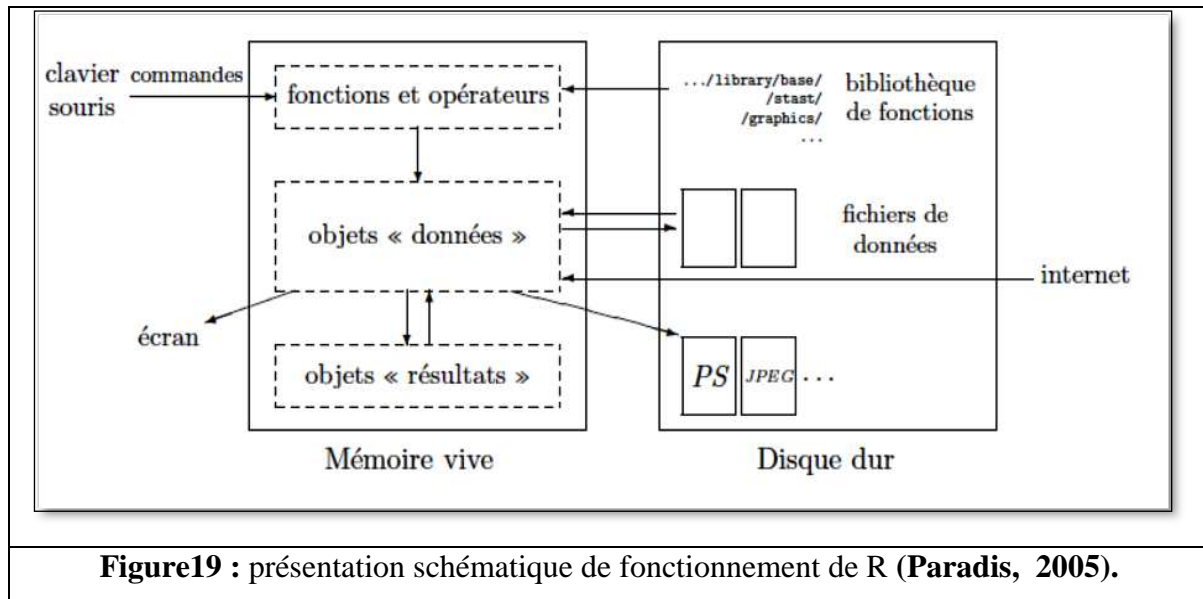 clavier commandes
souris
fonctions et opérateurs
.../library/base/
/stast/
/graphics/
...
bibliothèque
de fonctions
objets « données »
fichiers de
données
internet
écran
objets « résultats »
PS JPEG ...
Mémoire vive
Disque dur
Figure19 : présentation schématique de fonctionnement de R (Paradis, 2005).